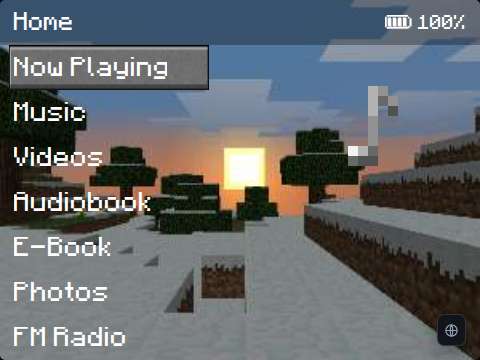 Home
100%
Now Playing
Music
Videos
Audiobook
E-Book
Photos
FM Radio